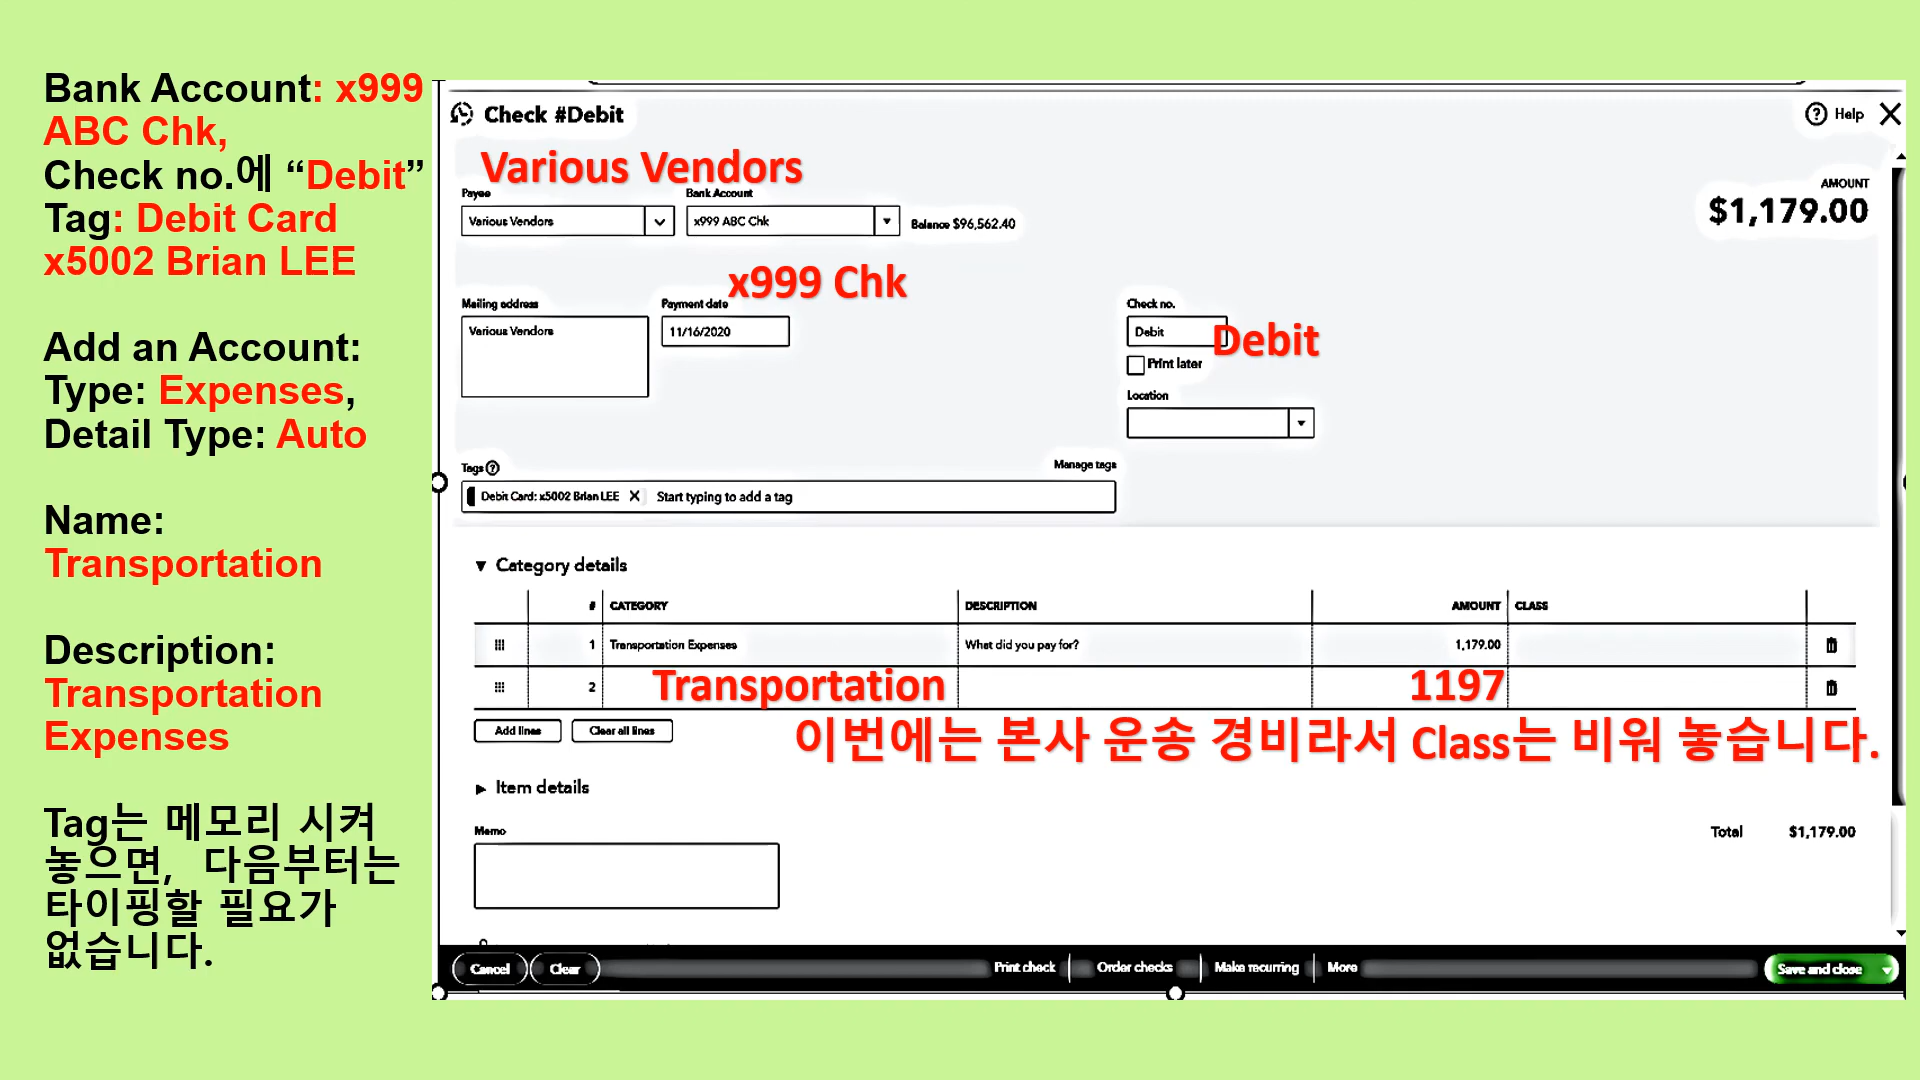 Bank Account: x999
ABC Chk,
Check no.에 “Debit”
Tag: Debit Card
x5002 Brian LEE
Add an Account:
Type: Expenses,
Detail Type: Auto
Name:
Transportation
Description:
Transportation
Expenses
Tag는 메모리 시켜
놓으면, 다음부터는
타이핑할 필요가
없습니다.
Check #Debit
Help
Various Vendors
Payee
Bank Account
AMOUNT
Various Vendors
x999 ABC Chk
Balance $96,562.40
$1,179.00
x999 Chk
Mailing address
Payment date
Check no.
Various Vendors
11/16/2020
Debit
Debit
Print later
Location
Tags
Manage tags
Debit Card: x5002 Brian LEE
Start typing to add a tag
Category details
# CATEGORY DESCRIPTION AMOUNT CLASS
1 Transportation Expenses What did you pay for? 1,179.00
2
Transportation 1197
Add lines
Clear all lines
이번에는 본사 운송 경비라서 Class는 비워 놓습니다.
Item details
Memo
Total $1,179.00
Cancel
Clear
Print check
Order checks
Make recurring
More
Save and close